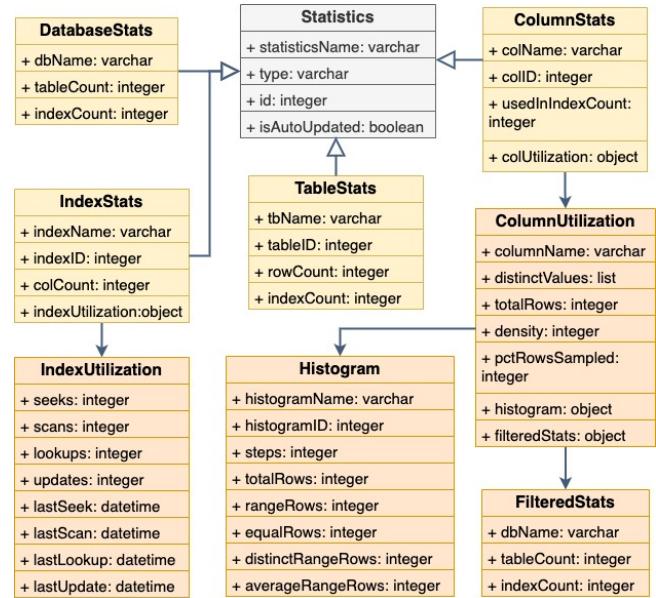 DatabaseStats
+ dbName: varchar
+ tableCount: integer
+ indexCount: integer
Statistics
+ statisticsName: varchar
+ type: varchar
+ id: integer
+ isAutoUpdated: boolean
ColumnStats
+ colName: varchar
+ colID: integer
+ usedInIndexCount:
integer
+ colUtilization: object
IndexStats
+ indexName: varchar
+ indexID: integer
+ colCount: integer
+ indexUtilization:object
TableStats
+ tbName: varchar
+ tableID: integer
+ rowCount: integer
+ indexCount: integer
ColumnUtilization
+ columnName: varchar
+ distinctValues: list
+ totalRows: integer
+ density: integer
+ pctRowsSampled:
integer
+ histogram: object
+ filteredStats: object
IndexUtilization
+ seeks: integer
+ scans: integer
+ lookups: integer
+ updates: integer
+ lastSeek: datetime
+ lastScan: datetime
+ lastLookup: datetime
+ lastUpdate: datetime
Histogram
+ histogramName: varchar
+ histogramID: integer
+ steps: integer
+ totalRows: integer
+ rangeRows: integer
+ equalRows: integer
+ distinctRangeRows: integer
+ averageRangeRows: integer
FilteredStats
+ dbName: varchar
+ tableCount: integer
+ indexCount: integer